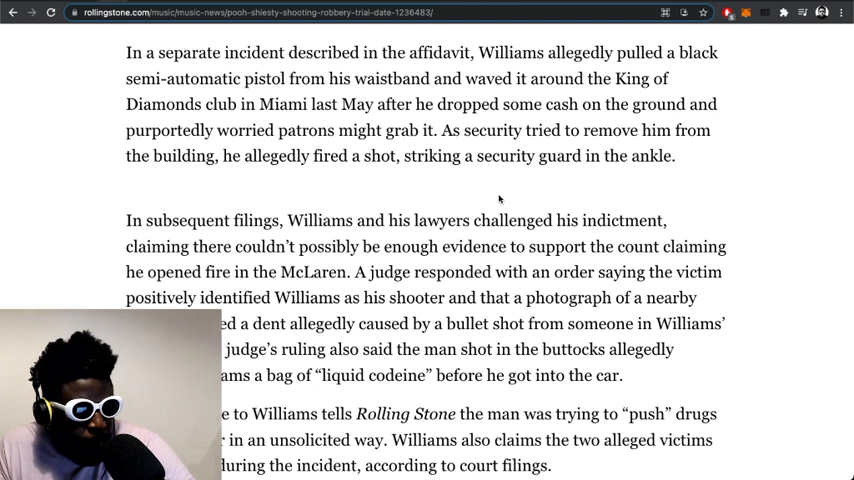 rollingstone.com/music/music-news/pooh-shiesty-shooting-robbery-trial-date-1236483/
In a separate incident described in the affidavit, Williams allegedly pulled a black
semi-automatic pistol from his waistband and waved it around the King of
Diamonds club in Miami last May after he dropped some cash on the ground and
purportedly worried patrons might grab it. As security tried to remove him from
the building, he allegedly fired a shot, striking a security guard in the ankle.
In subsequent filings, Williams and his lawyers challenged his indictment,
claiming there couldn’t possibly be enough evidence to support the count claiming
he opened fire in the McLaren. A judge responded with an order saying the victim
positively identified Williams as his shooter and that a photograph of a nearby
ed a dent allegedly caused by a bullet shot from someone in Williams’
judge’s ruling also said the man shot in the buttocks allegedly
ams a bag of “liquid codeine” before he got into the car.
e to Williams tells Rolling Stone the man was trying to “push” drugs
r in an unsolicited way. Williams also claims the two alleged victims
during the incident, according to court filings.